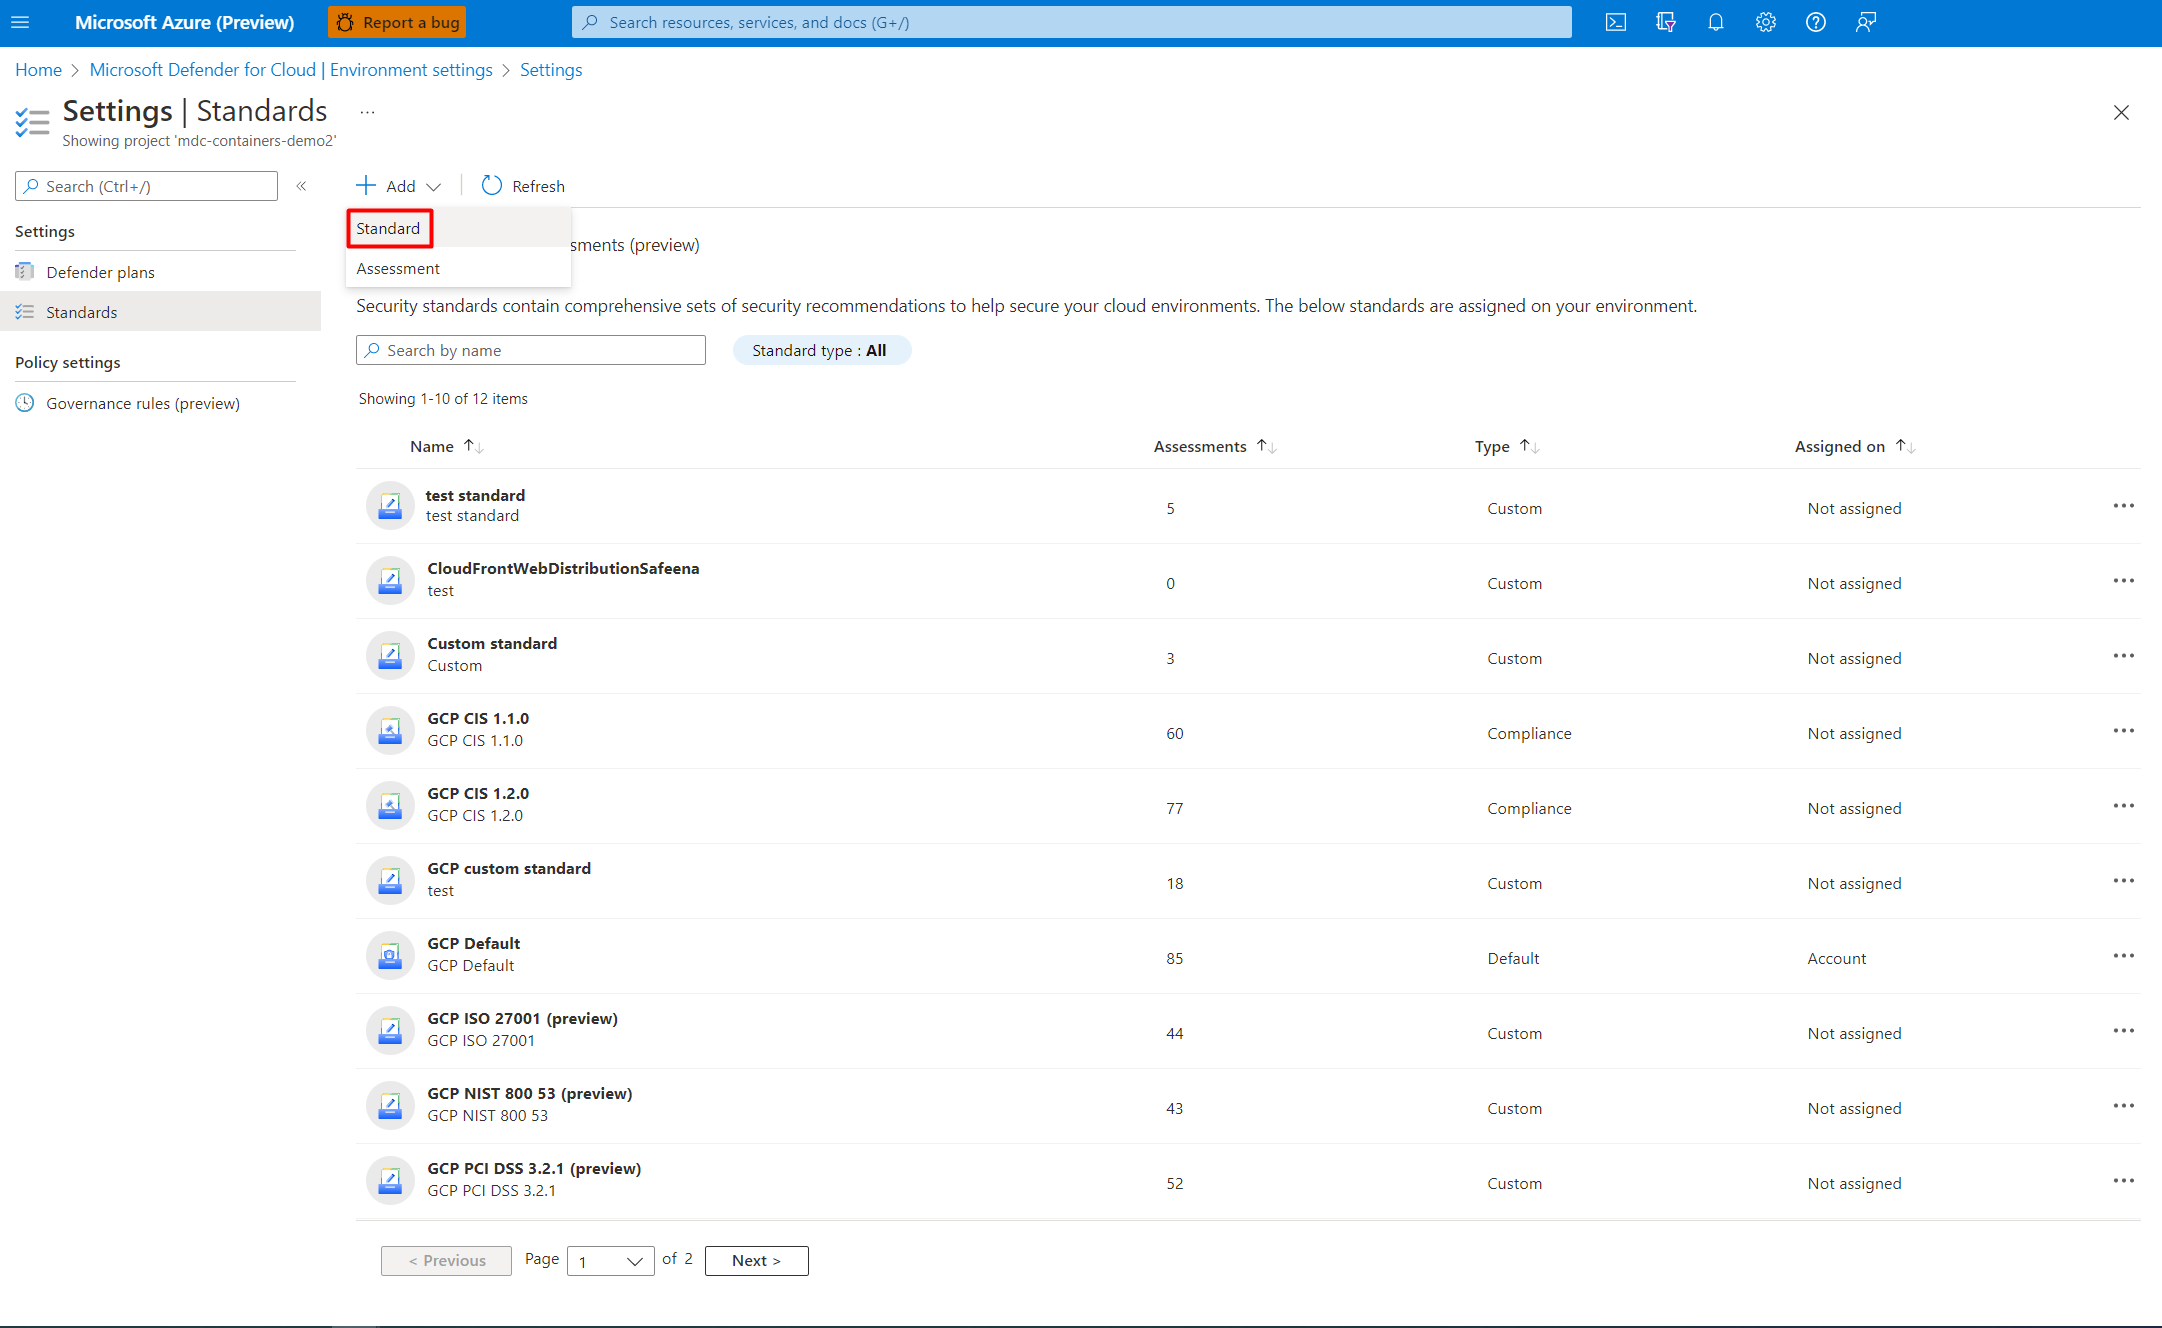 Microsoft Azure (Preview)
Report a bug
Search resources, services, and docs (G+/)
Home > Microsoft Defender for Cloud | Environment settings > Settings
Settings | Standards ...
Showing project 'mdc-containers-demo2'
Search (Ctrl+/) «
Settings
Defender plans
Standards
Policy settings
Governance rules (preview)
+ Add Refresh
Standard
Assessment
sments (preview)
Security standards contain comprehensive sets of security recommendations to help secure your cloud environments. The below standards are assigned on your environment.
Search by name
Standard type : All
Showing 1-10 of 12 items
Name ↑↓ Assessments ↑↓ Type ↑↓ Assigned on ↑↓
test standard
test standard
5 Custom Not assigned ...
CloudFrontWebDistributionSafeena
test
0 Custom Not assigned ...
Custom standard
Custom
3 Custom Not assigned ...
GCP CIS 1.1.0
GCP CIS 1.1.0
60 Compliance Not assigned ...
GCP CIS 1.2.0
GCP CIS 1.2.0
77 Compliance Not assigned ...
GCP custom standard
test
18 Custom Not assigned ...
GCP Default
GCP Default
85 Default Account ...
GCP ISO 27001 (preview)
GCP ISO 27001
44 Custom Not assigned ...
GCP NIST 800 53 (preview)
GCP NIST 800 53
43 Custom Not assigned ...
GCP PCI DSS 3.2.1 (preview)
GCP PCI DSS 3.2.1
52 Custom Not assigned ...
< Previous Page 1 of 2 Next >